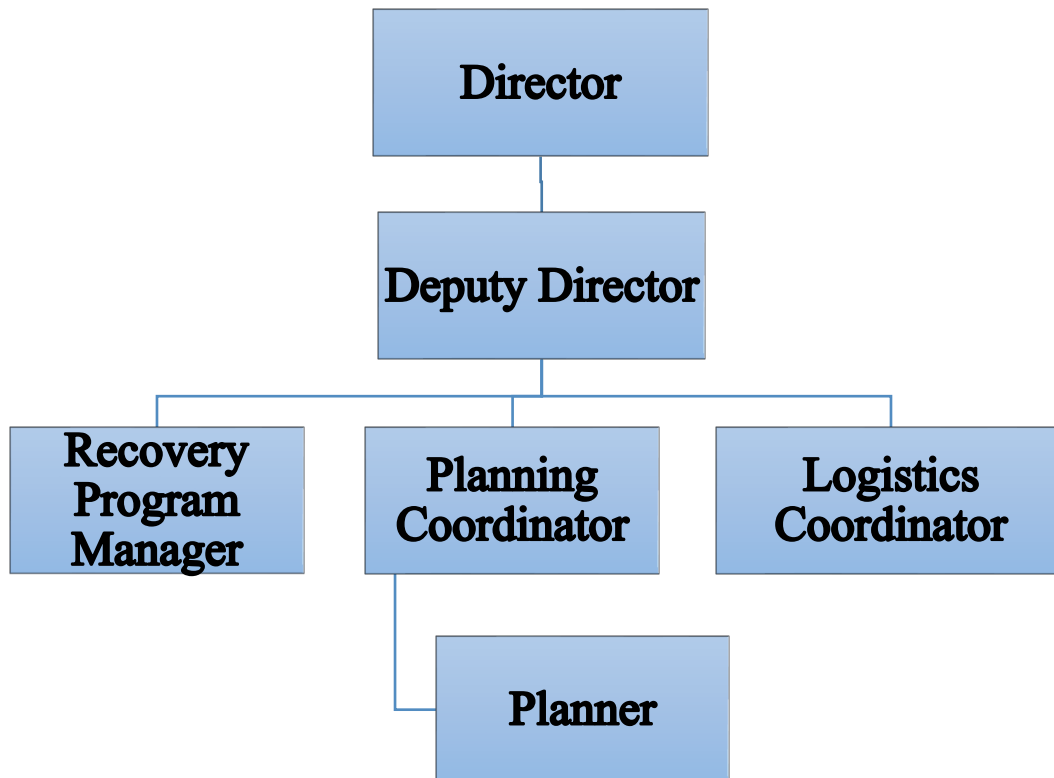 Director
Deputy Director
Recovery
Program
Manager
Planning
Coordinator
Logistics
Coordinator
Planner